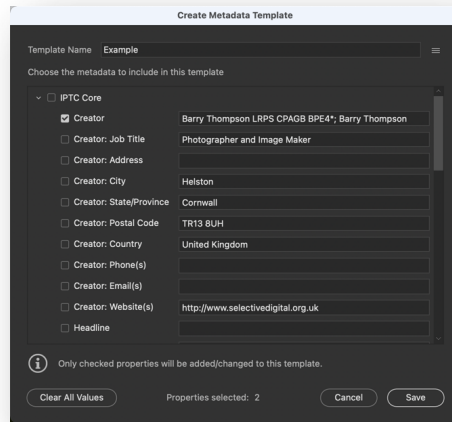 Create Metadata Template
Template Name Example
Choose the metadata to include in this template
IPTC Core
Creator Barry Thompson LRPS CPAGB BPE4*; Barry Thompson
Creator: Job Title Photographer and Image Maker
Creator: Address
Creator: City Helston
Creator: State/Province Cornwall
Creator: Postal Code TR13 8UH
Creator: Country United Kingdom
Creator: Phone(s)
Creator: Email(s)
Creator: Website(s) http://www.selectivedigital.org.uk
Headline
Only checked properties will be added/changed to this template.
Clear All Values Properties selected: 2 Cancel Save